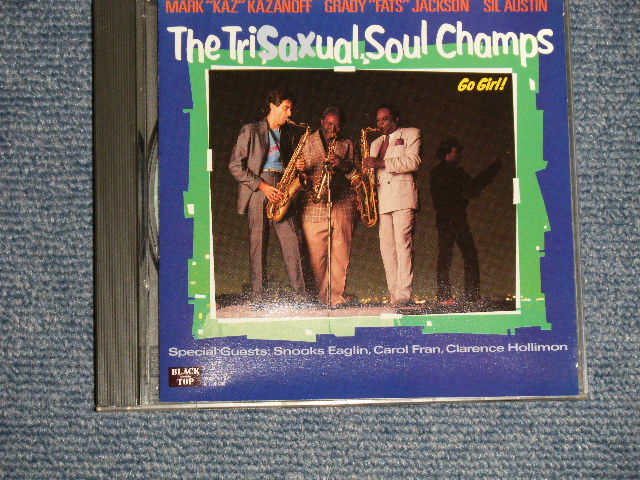 MARK "KAZ" KAZANOFF GRADY "FATS" JACKSON SIL AUSTIN
The TriSaxual Soul Champs
Go Girl!
Special Guests: Snooks Eaglin, Carol Fran, Clarence Hollimon
BLACK
TOP